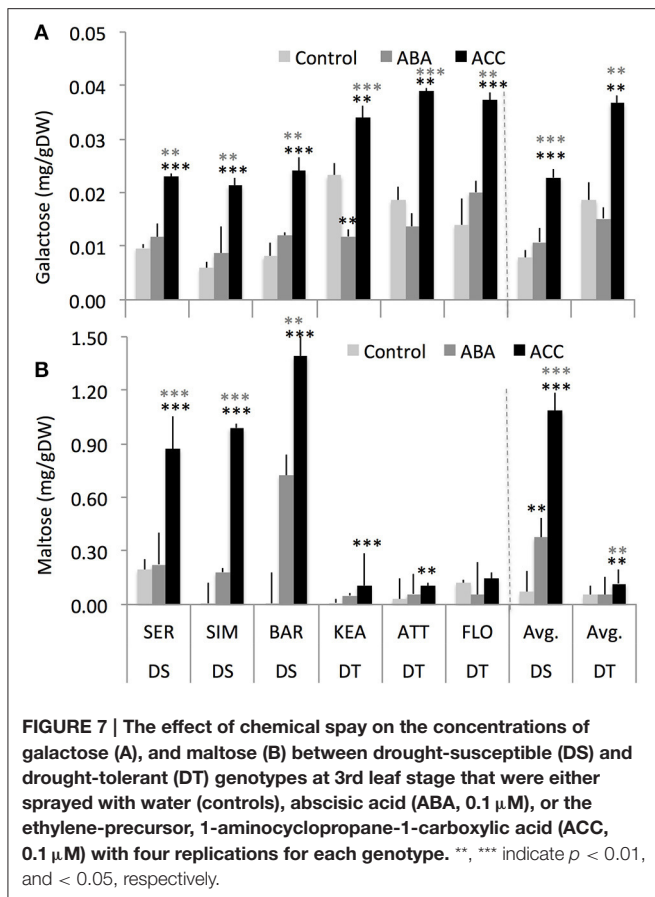 A
Control ABA ACC
Galactose (mg/gDW)
0.05
0.04
0.03
0.02
0.01
0.00
** *** ** *** ** *** *** ** ** *** ** ** *** ** *** ** **
B
Control ABA ACC
Maltose (mg/gDW)
1.50
1.20
0.90
0.60
0.30
0.00
*** *** *** *** ** *** *** ** *** *** ** ** **
SER SIM BAR KEA ATT FLO Avg. Avg.
DS DS DS DT DT DT DS DT
FIGURE 7 | The effect of chemical spay on the concentrations of
galactose (A), and maltose (B) between drought-susceptible (DS) and
drought-tolerant (DT) genotypes at 3rd leaf stage that were either
sprayed with water (controls), abscisic acid (ABA, 0.1 μM), or the
ethylene-precursor, 1-aminocyclopropane-1-carboxylic acid (ACC,
0.1 μM) with four replications for each genotype. **, *** indicate p < 0.01,
and < 0.05, respectively.